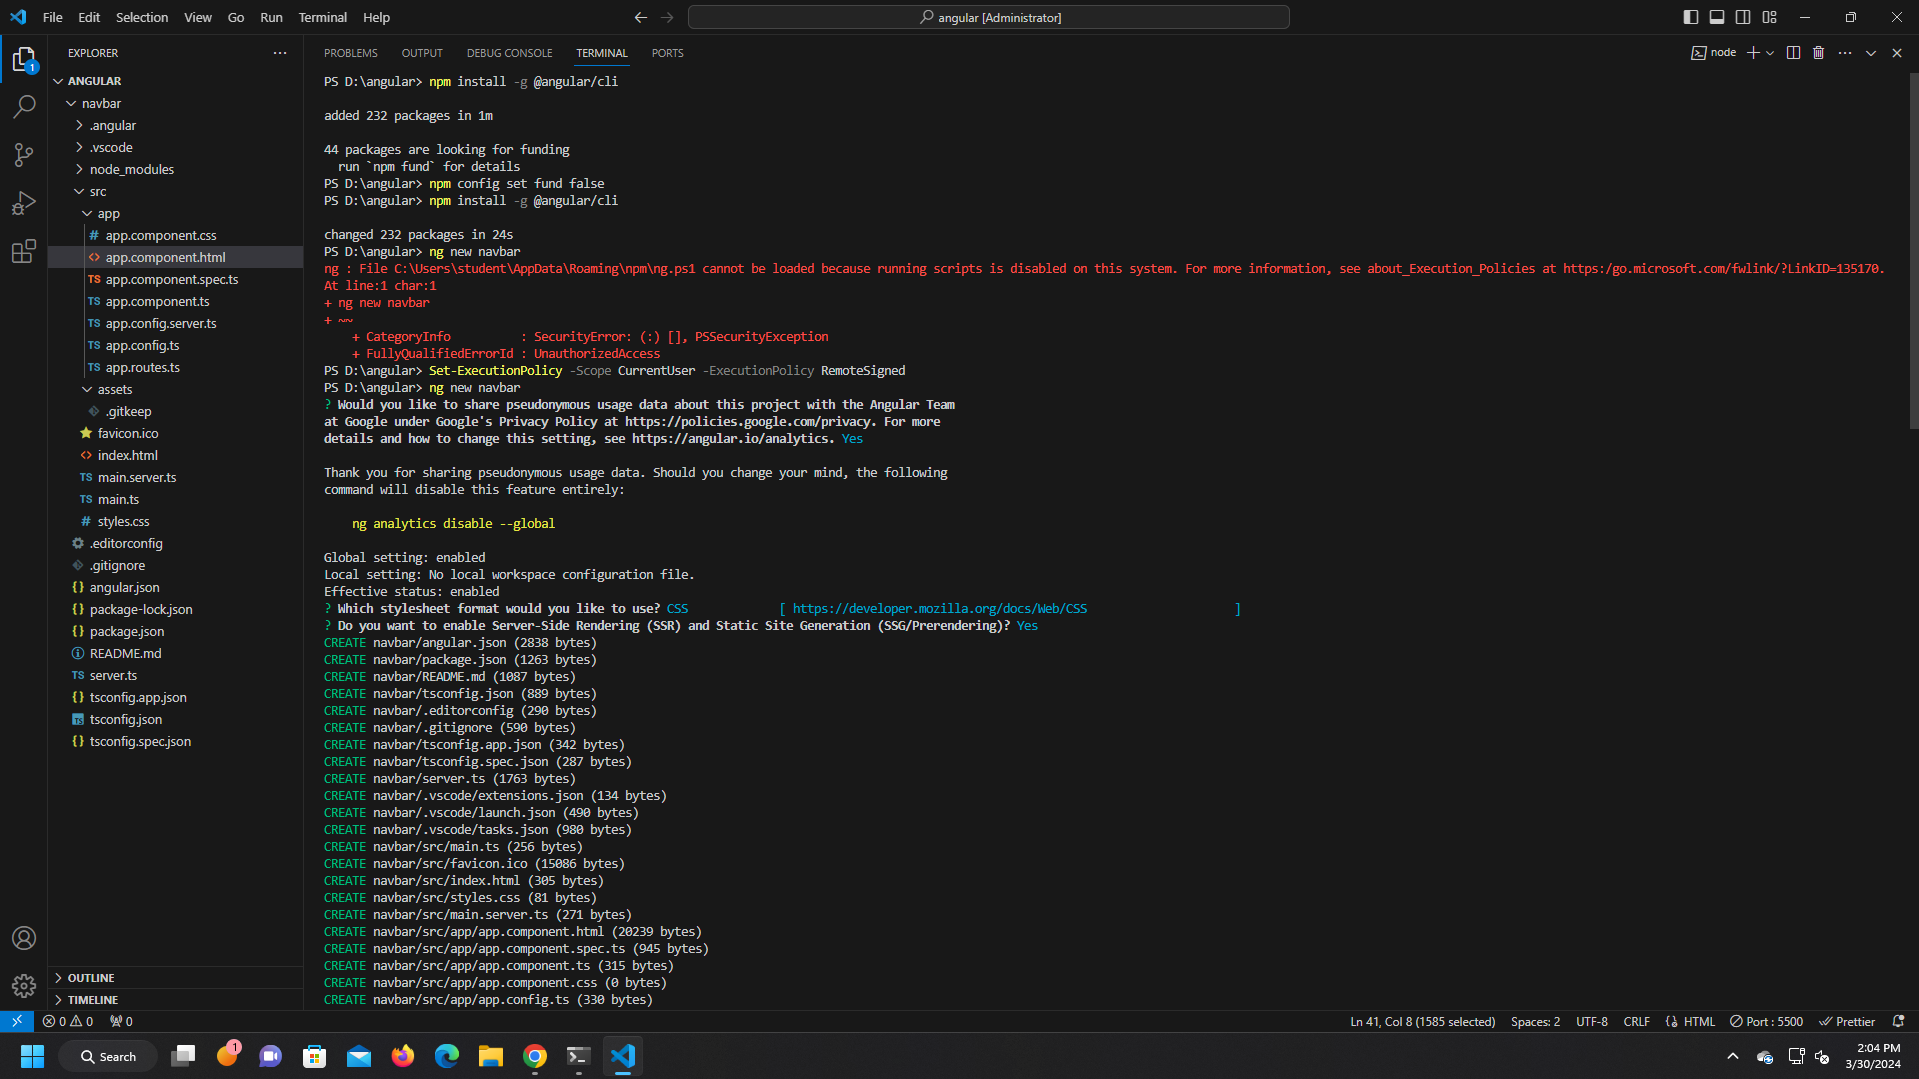 File Edit Selection View Go Run Terminal Help
angular [Administrator]
EXPLORER
PROBLEMS OUTPUT DEBUG CONSOLE TERMINAL PORTS
node
1
ANGULAR
navbar
.angular
.vscode
node_modules
src
app
# app.component.css
<> app.component.html
TS app.component.spec.ts
TS app.component.ts
TS app.config.server.ts
TS app.config.ts
TS app.routes.ts
assets
.gitkeep
favicon.ico
<> index.html
TS main.server.ts
TS main.ts
# styles.css
.editorconfig
.gitignore
{} angular.json
{} package-lock.json
{} package.json
README.md
TS server.ts
{} tsconfig.app.json
TS tsconfig.json
{} tsconfig.spec.json
OUTLINE
TIMELINE
PS D:\angular> npm install -g @angular/cli
added 232 packages in 1m
44 packages are looking for funding
run `npm fund` for details
PS D:\angular> npm config set fund false
PS D:\angular> npm install -g @angular/cli
changed 232 packages in 24s
PS D:\angular> ng new navbar
ng : File C:\Users\student\AppData\Roaming\npm\ng.ps1 cannot be loaded because running scripts is disabled on this system. For more information, see about_Execution_Policies at https:/go.microsoft.com/fwlink/?LinkID=135170.
At line:1 char:1
+ ng new navbar
+ ~~
+ CategoryInfo : SecurityError: (:) [], PSSecurityException
+ FullyQualifiedErrorId : UnauthorizedAccess
PS D:\angular> Set-ExecutionPolicy -Scope CurrentUser -ExecutionPolicy RemoteSigned
PS D:\angular> ng new navbar
? Would you like to share pseudonymous usage data about this project with the Angular Team
at Google under Google's Privacy Policy at https://policies.google.com/privacy. For more
details and how to change this setting, see https://angular.io/analytics. Yes
Thank you for sharing pseudonymous usage data. Should you change your mind, the following
command will disable this feature entirely:
ng analytics disable --global
Global setting: enabled
Local setting: No local workspace configuration file.
Effective status: enabled
? Which stylesheet format would you like to use? CSS [ https://developer.mozilla.org/docs/Web/CSS ]
? Do you want to enable Server-Side Rendering (SSR) and Static Site Generation (SSG/Prerendering)? Yes
CREATE navbar/angular.json (2838 bytes)
CREATE navbar/package.json (1263 bytes)
CREATE navbar/README.md (1087 bytes)
CREATE navbar/tsconfig.json (889 bytes)
CREATE navbar/.editorconfig (290 bytes)
CREATE navbar/.gitignore (590 bytes)
CREATE navbar/tsconfig.app.json (342 bytes)
CREATE navbar/tsconfig.spec.json (287 bytes)
CREATE navbar/server.ts (1763 bytes)
CREATE navbar/.vscode/extensions.json (134 bytes)
CREATE navbar/.vscode/launch.json (490 bytes)
CREATE navbar/.vscode/tasks.json (980 bytes)
CREATE navbar/src/main.ts (256 bytes)
CREATE navbar/src/favicon.ico (15086 bytes)
CREATE navbar/src/index.html (305 bytes)
CREATE navbar/src/styles.css (81 bytes)
CREATE navbar/src/main.server.ts (271 bytes)
CREATE navbar/src/app/app.component.html (20239 bytes)
CREATE navbar/src/app/app.component.spec.ts (945 bytes)
CREATE navbar/src/app/app.component.ts (315 bytes)
CREATE navbar/src/app/app.component.css (0 bytes)
CREATE navbar/src/app/app.config.ts (330 bytes)
0 0 0
Ln 41, Col 8 (1585 selected) Spaces: 2 UTF-8 CRLF {} HTML Port : 5500 Prettier
Search
1
2:04 PM
3/30/2024